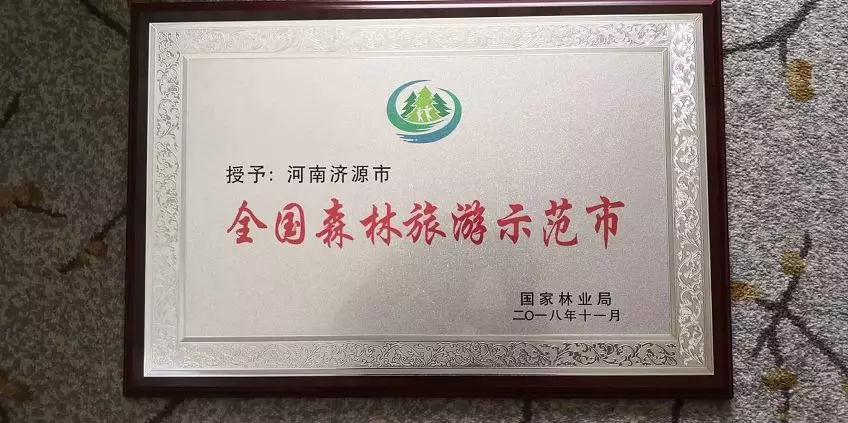 授予：河南济源市
全国森林旅游示范市
国家林业局
二〇一八年十一月